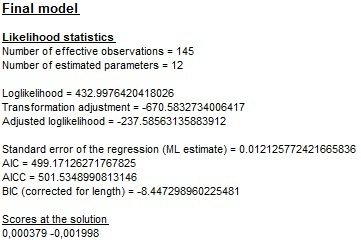 Final model
Likelihood statistics
Number of effective observations = 145
Number of estimated parameters = 12
Loglikelihood = 432.9976420418026
Transformation adjustment = -670.5832734006417
Adjusted loglikelihood = -237.58563135883912
Standard error of the regression (ML estimate) = 0.012125772421665836
AIC = 499.17126271767825
AICC = 501.5348990813146
BIC (corrected for length) = -8.447298960225481
Scores at the solution
0,000379 -0,001998